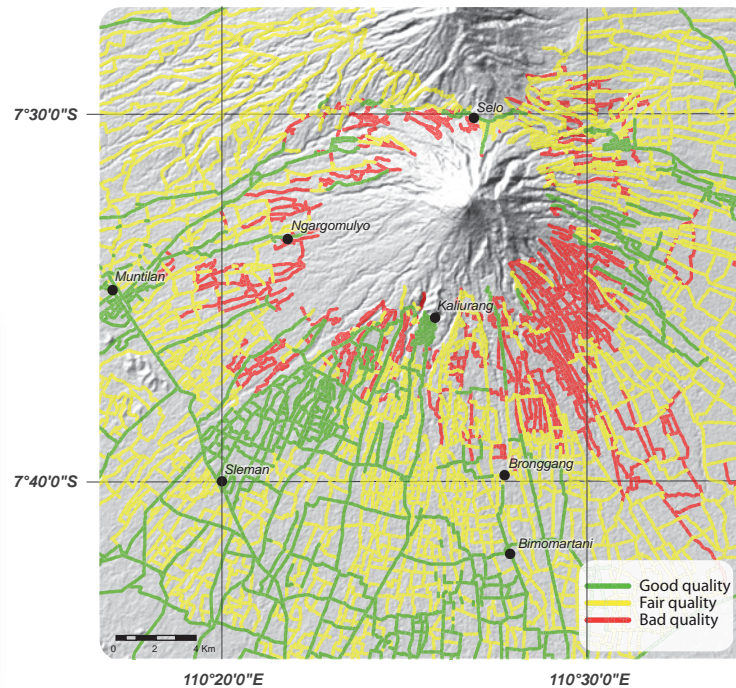 Selo
7°30'0"S
Ngargomulyo
Muntilan
Kaliurang
Bronggang
Sleman
7°40'0"S
Bimomartani
Good quality
Fair quality
Bad quality
0 2 4 Km
110°20'0"E 110°30'0"E